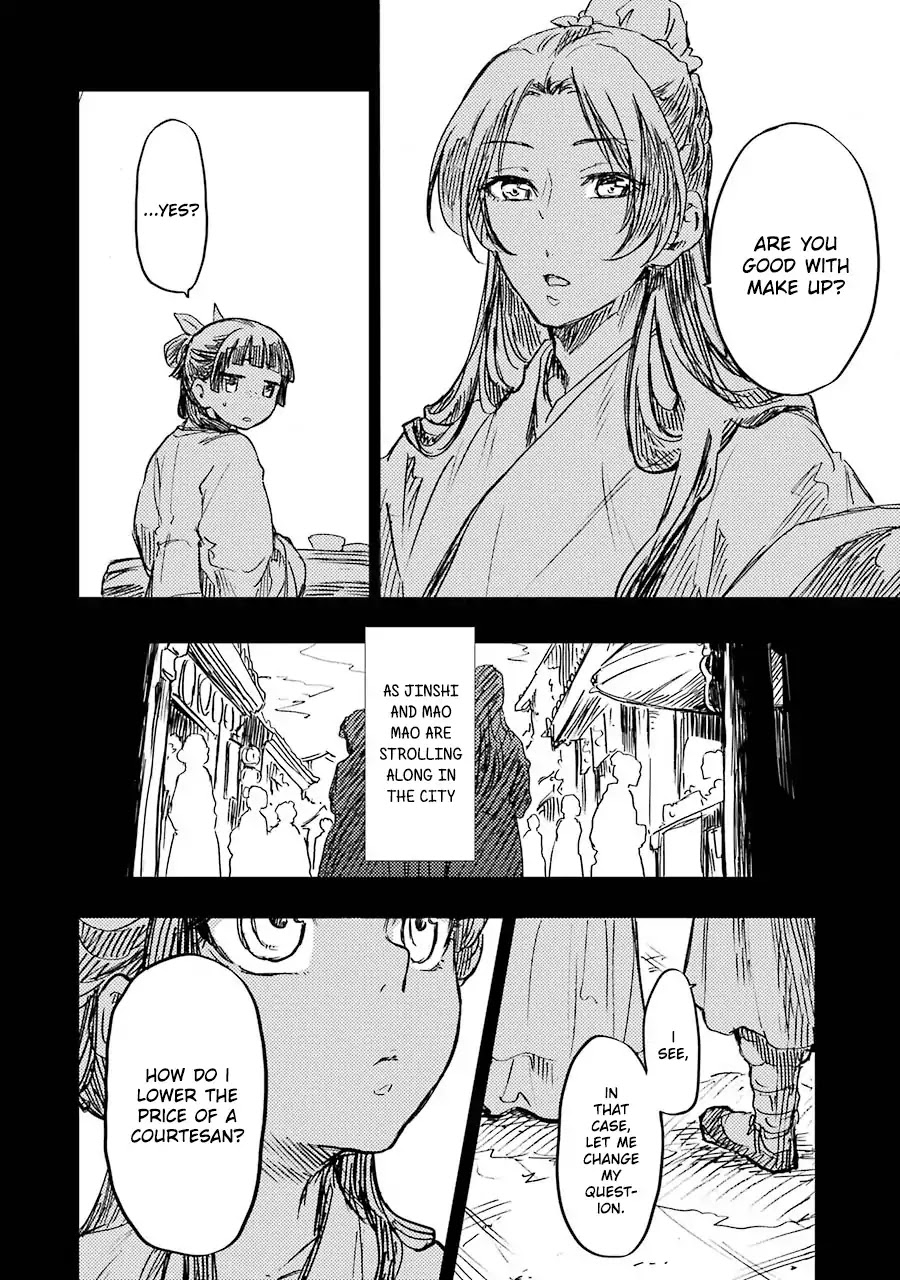 ARE YOU
GOOD WITH
MAKE UP?
...YES?
AS JINSHI
AND MAO
MAO ARE
STROLLING
ALONG IN
THE CITY
I
SEE,
IN
THAT
CASE,
LET ME
CHANGE
MY
QUEST-
ION.
HOW DO I
LOWER THE
PRICE OF A
COURTESAN?